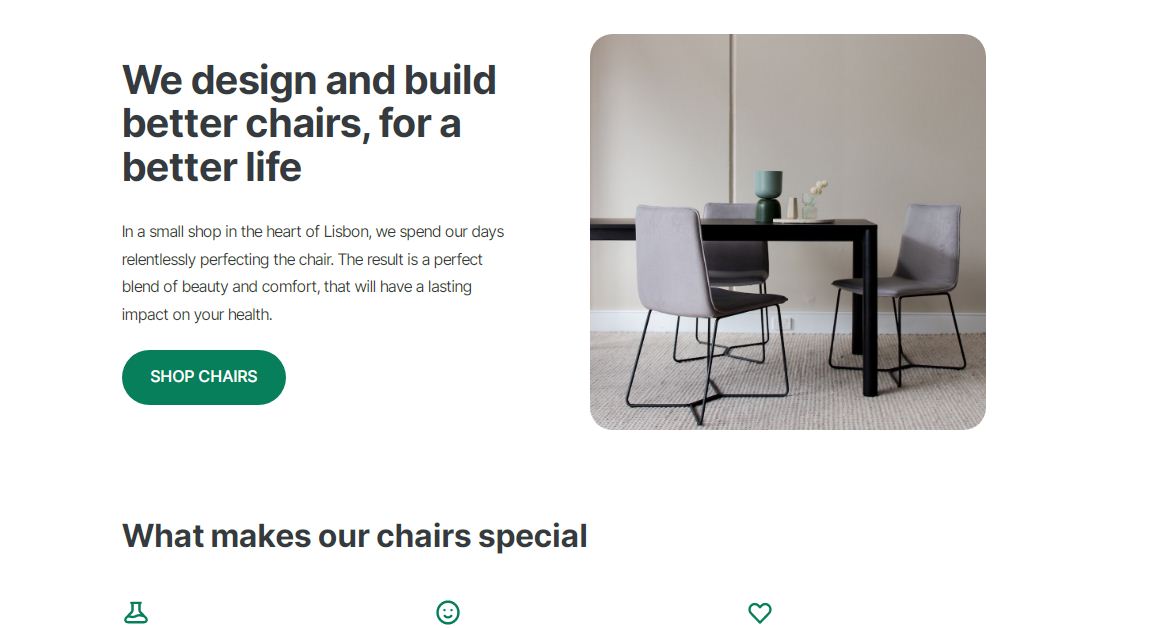 We design and build
better chairs, for a
better life
In a small shop in the heart of Lisbon, we spend our days
relentlessly perfecting the chair. The result is a perfect
blend of beauty and comfort, that will have a lasting
impact on your health.
SHOP CHAIRS
What makes our chairs special